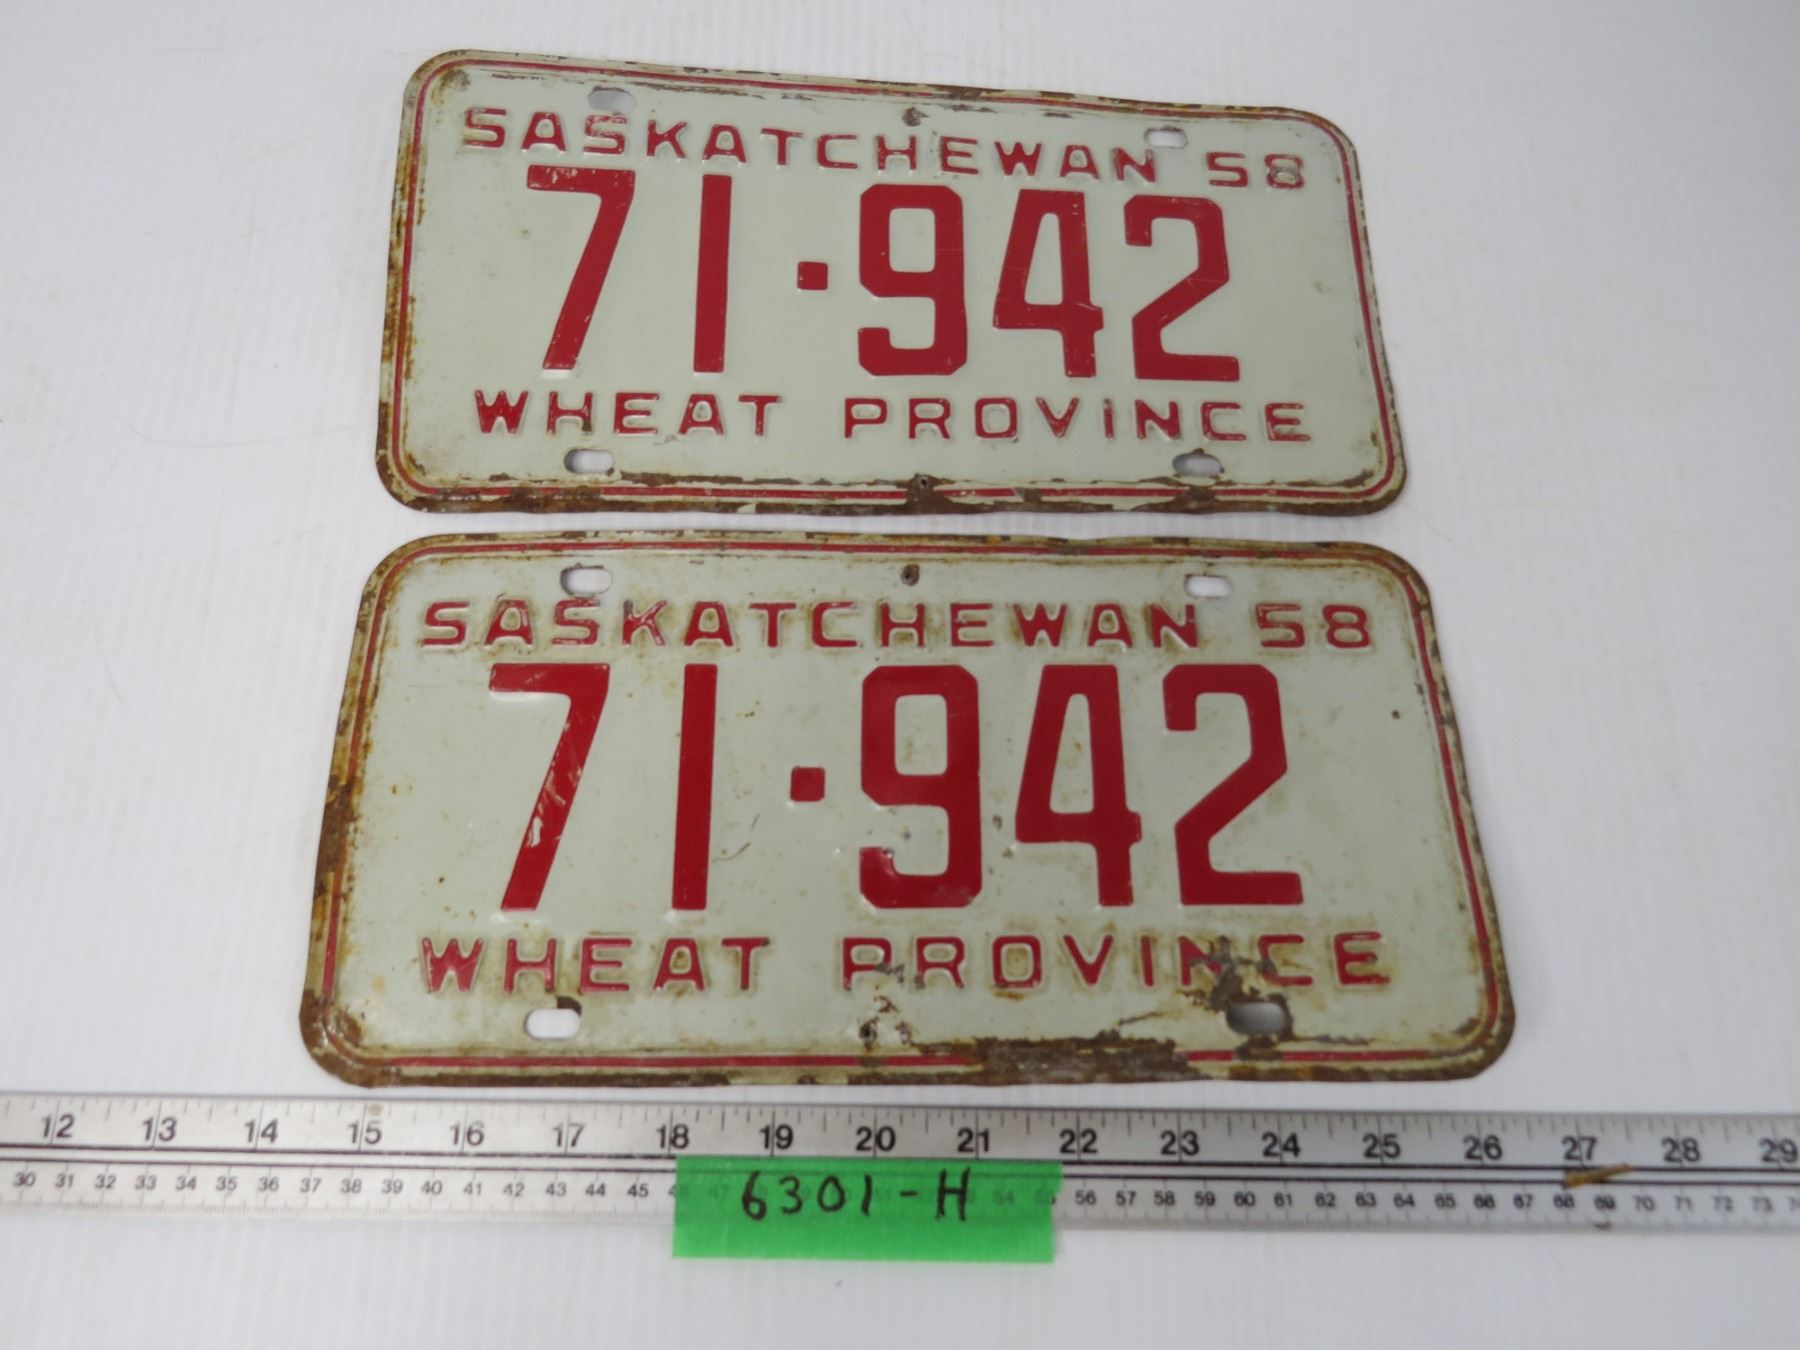 SASKATCHEWAN 58
71·942
WHEAT PROVINCE
SASKATCHEWAN 58
71·942
WHEAT PROVINCE
12 13 14 15 16 17 18 19 20 21 22 23 24 25 26 27 28 29
30 31 32 33 34 35 36 37 38 39 40 41 42 43 44 45 54 55 56 57 58 59 60 61 62 63 64 65 66 67 68 69 70 71 72 73
6301-H